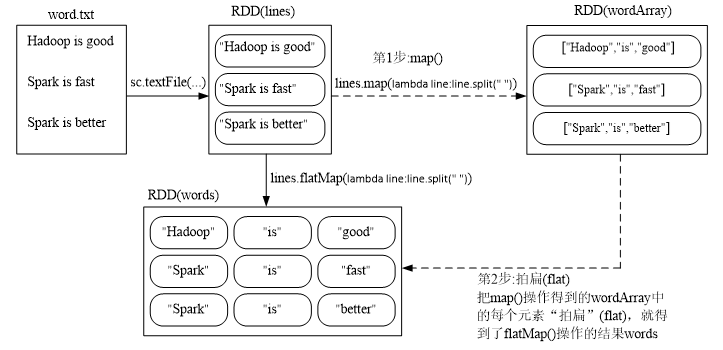 word.txt
Hadoop is good
Spark is fast
Spark is better
sc.textFile(...)
RDD(lines)
"Hadoop is good"
"Spark is fast"
"Spark is better"
第1步:map()
lines.map(lambda line:line.split(" "))
RDD(wordArray)
["Hadoop","is","good"]
["Spark","is","fast"]
["Spark","is","better"]
lines.flatMap(lambda line:line.split(" "))
RDD(words)
"Hadoop" "is" "good"
"Spark" "is" "fast"
"Spark" "is" "better"
第2步:拍扁(flat)
把map()操作得到的wordArray中
的每个元素“拍扁”(flat)，就得
到了flatMap()操作的结果words